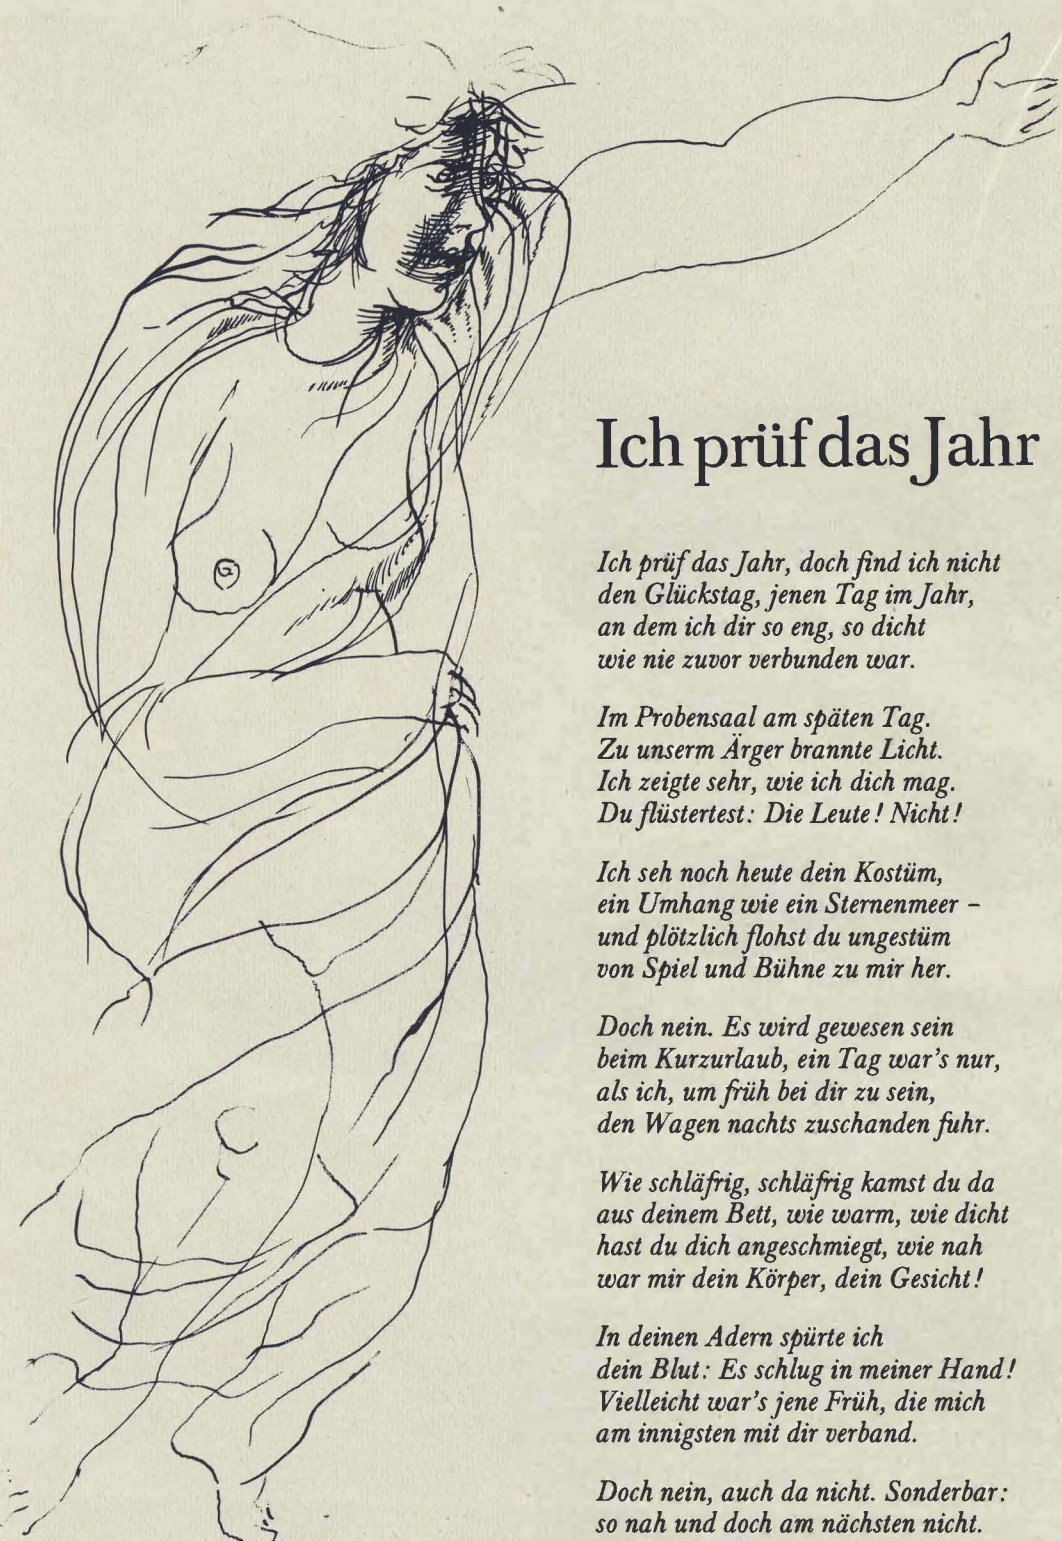 Ich prüf das Jahr
Ich prüf das Jahr, doch find ich nicht
den Glückstag, jenen Tag im Jahr,
an dem ich dir so eng, so dicht
wie nie zuvor verbunden war.
Im Probensaal am späten Tag.
Zu unserm Ärger brannte Licht.
Ich zeigte sehr, wie ich dich mag.
Du flüstertest: Die Leute! Nicht!
Ich seh noch heute dein Kostüm,
ein Umhang wie ein Sternenmeer –
und plötzlich flohst du ungestüm
von Spiel und Bühne zu mir her.
Doch nein. Es wird gewesen sein
beim Kurzurlaub, ein Tag war's nur,
als ich, um früh bei dir zu sein,
den Wagen nachts zuschanden fuhr.
Wie schläfrig, schläfrig kamst du da
aus deinem Bett, wie warm, wie dicht
hast du dich angeschmiegt, wie nah
war mir dein Körper, dein Gesicht!
In deinen Adern spürte ich
dein Blut: Es schlug in meiner Hand!
Vielleicht war's jene Früh, die mich
am innigsten mit dir verband.
Doch nein, auch da nicht. Sonderbar:
so nah und doch am nächsten nicht.